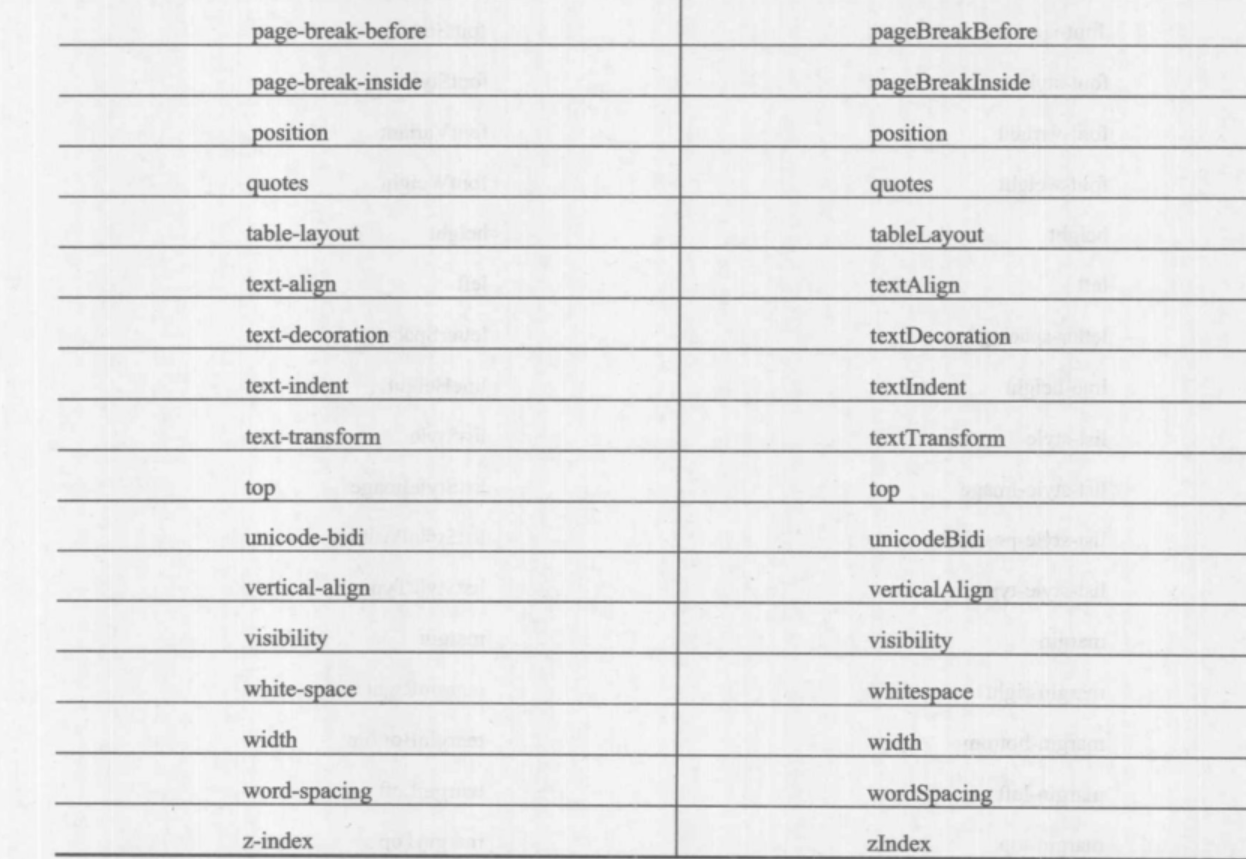 page-break-before pageBreakBefore
page-break-inside pageBreakInside
position position
quotes quotes
table-layout tableLayout
text-align textAlign
text-decoration textDecoration
text-indent textIndent
text-transform textTransform
top top
unicode-bidi unicodeBidi
vertical-align verticalAlign
visibility visibility
white-space whitespace
width width
word-spacing wordSpacing
z-index zIndex